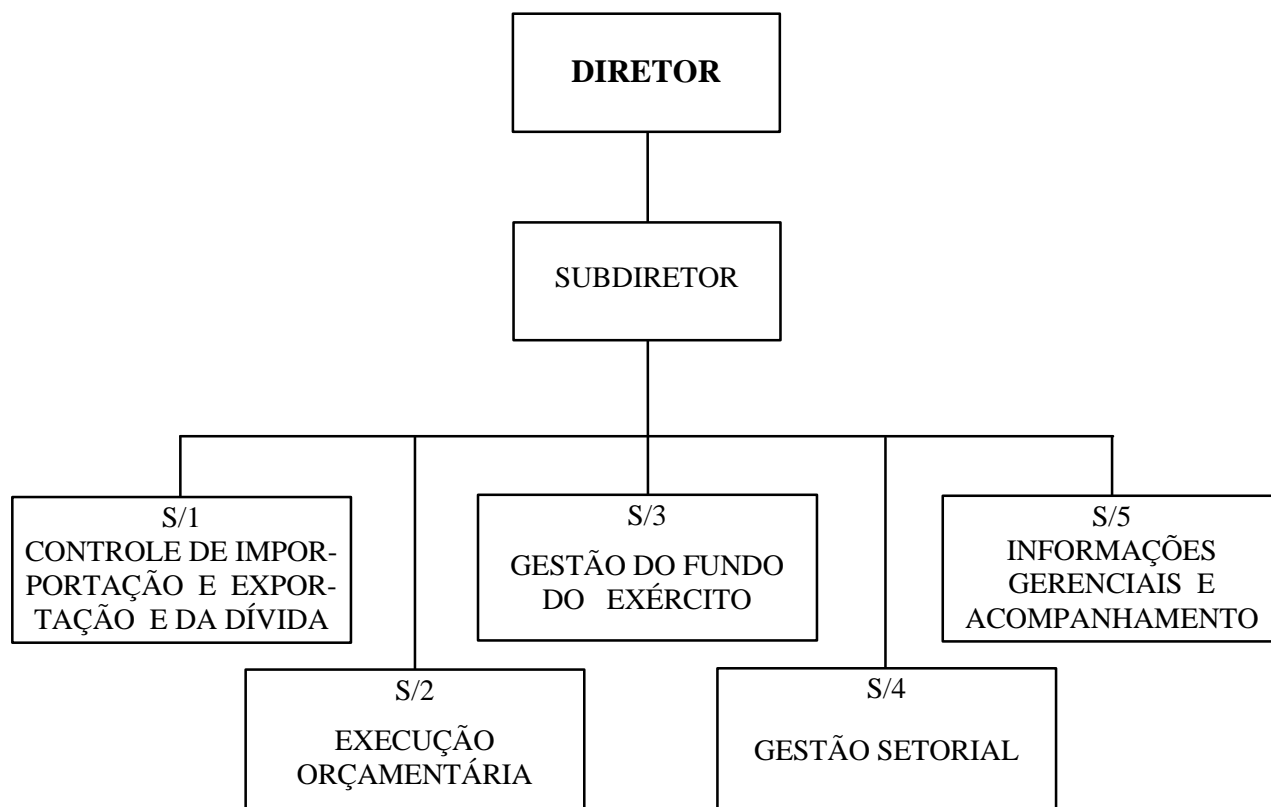 DIRETOR
SUBDIRETOR
S/1
CONTROLE DE IMPOR-
PORTAÇÃO E EXPOR-
TAÇÃO E DA DÍVIDA
S/3
GESTÃO DO FUNDO
DO EXÉRCITO
S/5
INFORMAÇÕES
GERENCIAIS E
ACOMPANHAMENTO
S/2
EXECUÇÃO
ORÇAMENTÁRIA
S/4
GESTÃO SETORIAL